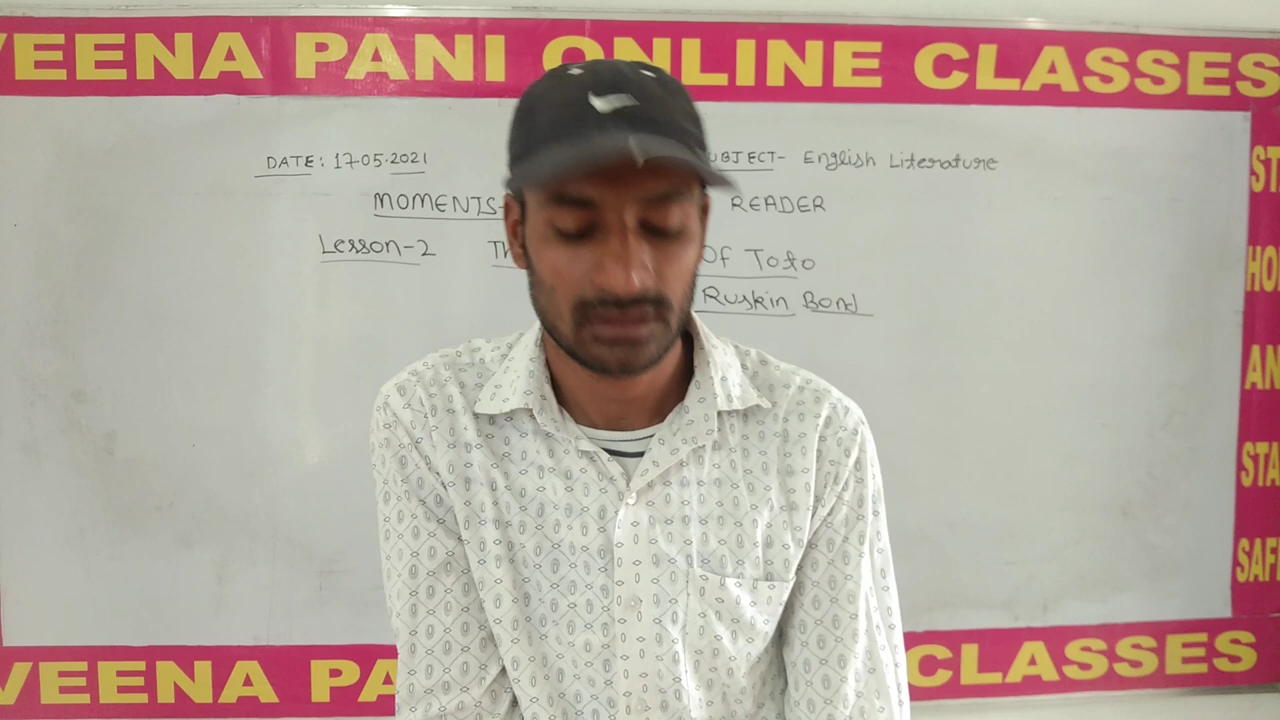 VEENA PANI ONLINE CLASSES
DATE: 17.05.2021
UBJECT- English Literature
MOMENTS- READER
Lesson-2 Th Of Toto
Ruskin Bond
ST
HO
AN
STA
SAF
VEENA PA CLASSES